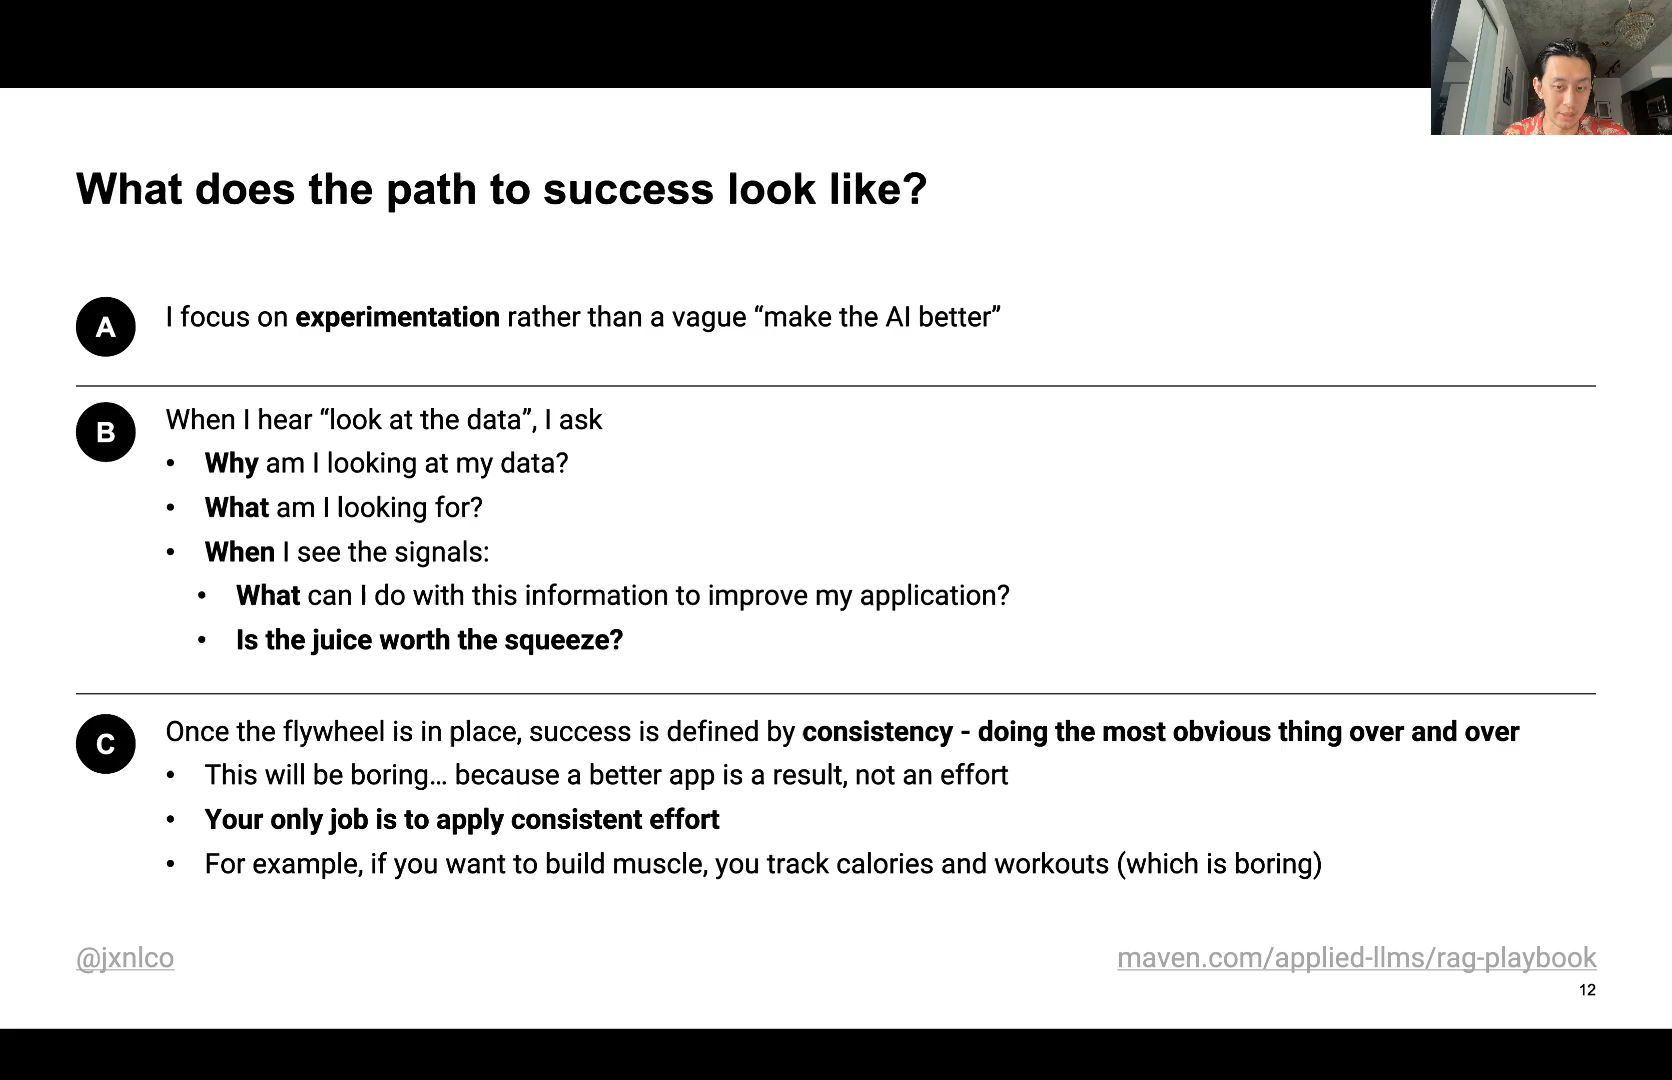 What does the path to success look like?
A
I focus on experimentation rather than a vague “make the AI better”
B
When I hear “look at the data”, I ask
• Why am I looking at my data?
• What am I looking for?
• When I see the signals:
• What can I do with this information to improve my application?
• Is the juice worth the squeeze?
C
Once the flywheel is in place, success is defined by consistency - doing the most obvious thing over and over
• This will be boring… because a better app is a result, not an effort
• Your only job is to apply consistent effort
• For example, if you want to build muscle, you track calories and workouts (which is boring)
@jxnlco
maven.com/applied-llms/rag-playbook
12